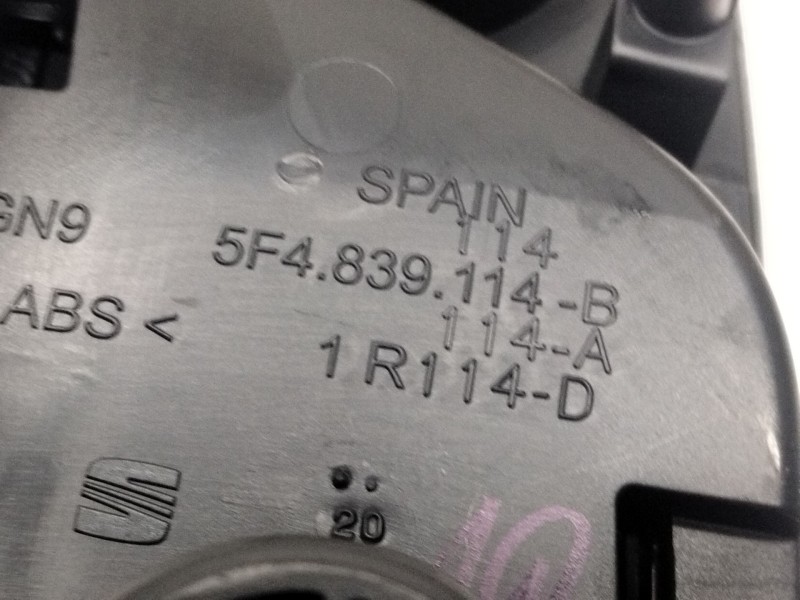 SPAIN
GN9
114
5F4.839.114-B
ABS <
114-A
1 R114-D
20